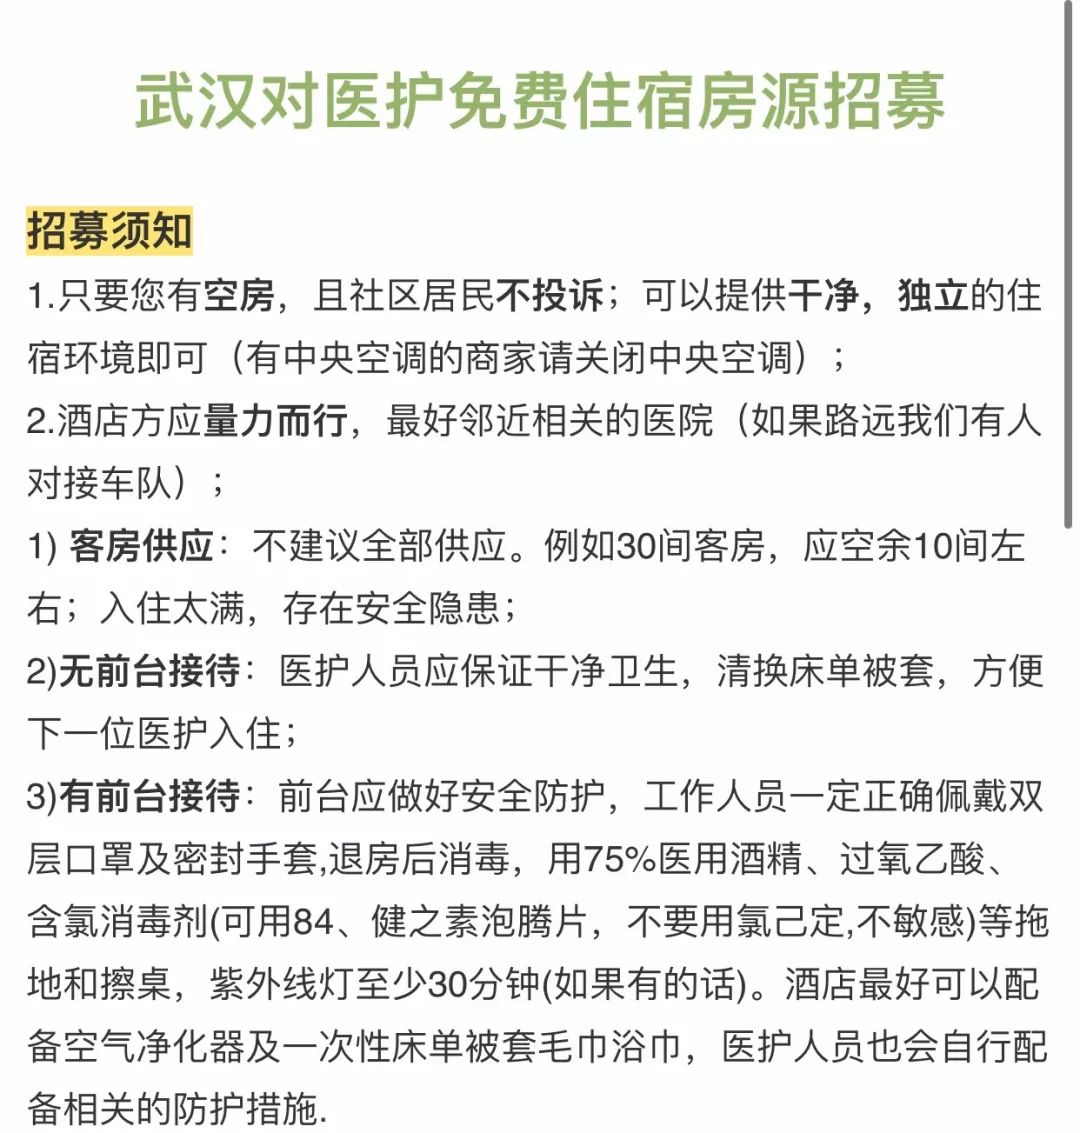 武汉对医护免费住宿房源招募
招募须知
1.只要您有空房，且社区居民不投诉；可以提供干净，独立的住
宿环境即可（有中央空调的商家请关闭中央空调）；
2.酒店方应量力而行，最好邻近相关的医院（如果路远我们有人
对接车队）；
1) 客房供应：不建议全部供应。例如30间客房，应空余10间左
右；入住太满，存在安全隐患；
2)无前台接待：医护人员应保证干净卫生，清换床单被套，方便
下一位医护入住；
3)有前台接待：前台应做好安全防护，工作人员一定正确佩戴双
层口罩及密封手套,退房后消毒，用75%医用酒精、过氧乙酸、
含氯消毒剂(可用84、健之素泡腾片，不要用氯己定,不敏感)等拖
地和擦桌，紫外线灯至少30分钟(如果有的话)。酒店最好可以配
备空气净化器及一次性床单被套毛巾浴巾，医护人员也会自行配
备相关的防护措施.